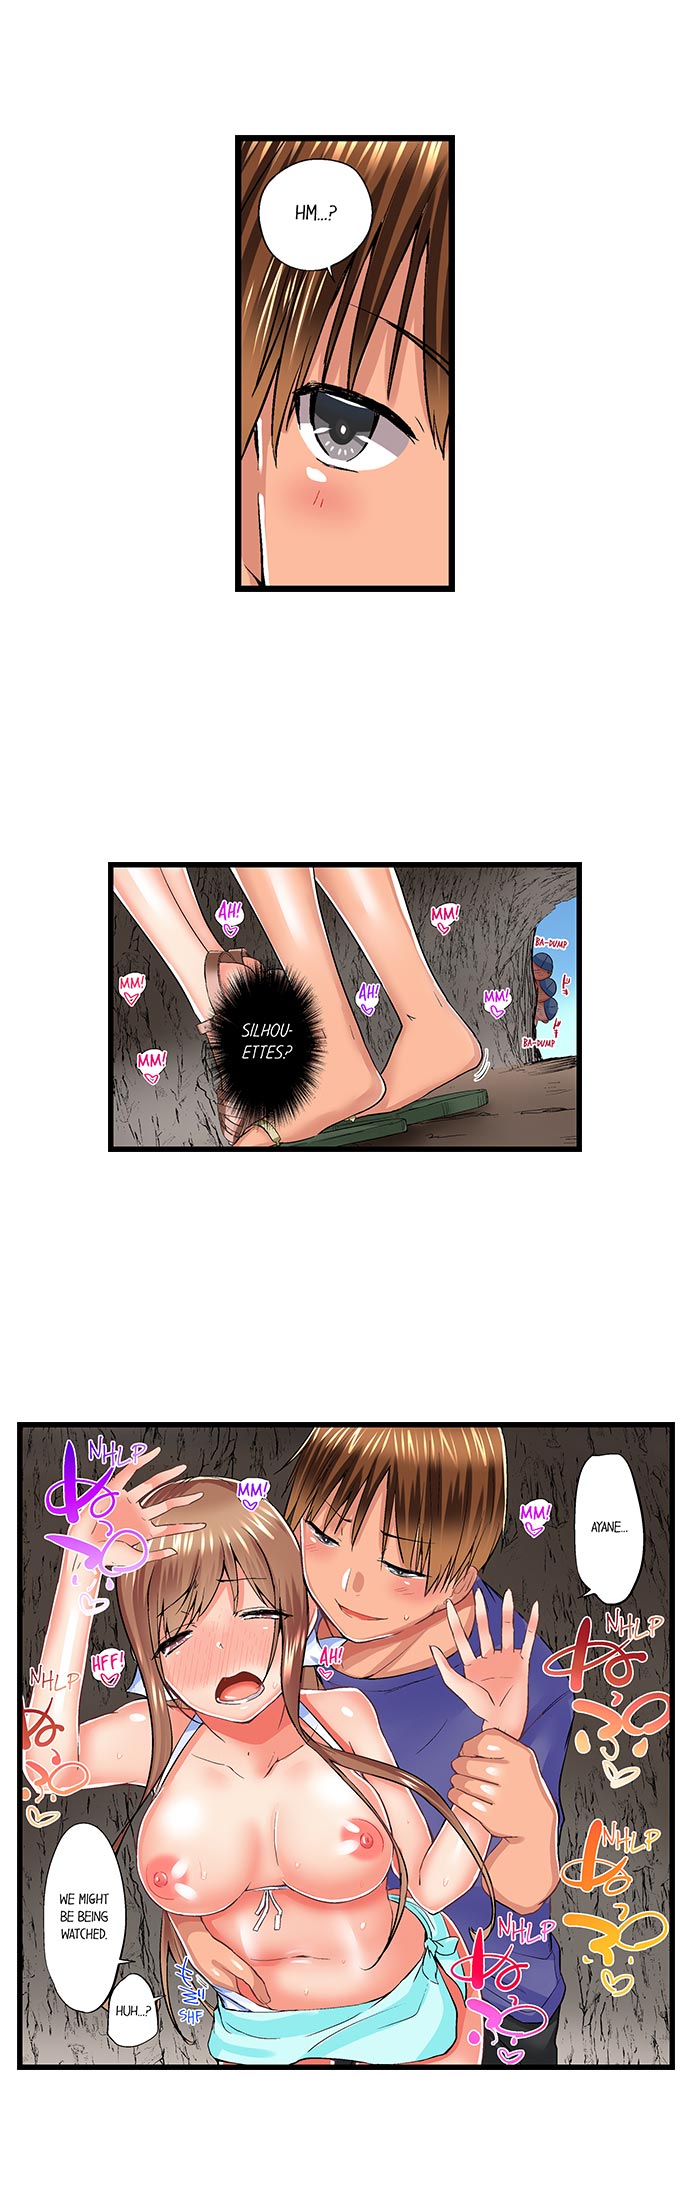 HM...?
AH!
MM!
BA-DUMP
MM!
AH!
MM!
SILHOU-
ETTES?
BA-DUMP
MM!
NHLP
MM!
MM!
AYANE...
NHLP
HFF!
AH!
NHLP
NHLP
WE MIGHT
BE BEING
WATCHED.
NHLP
HUH...?
SHF